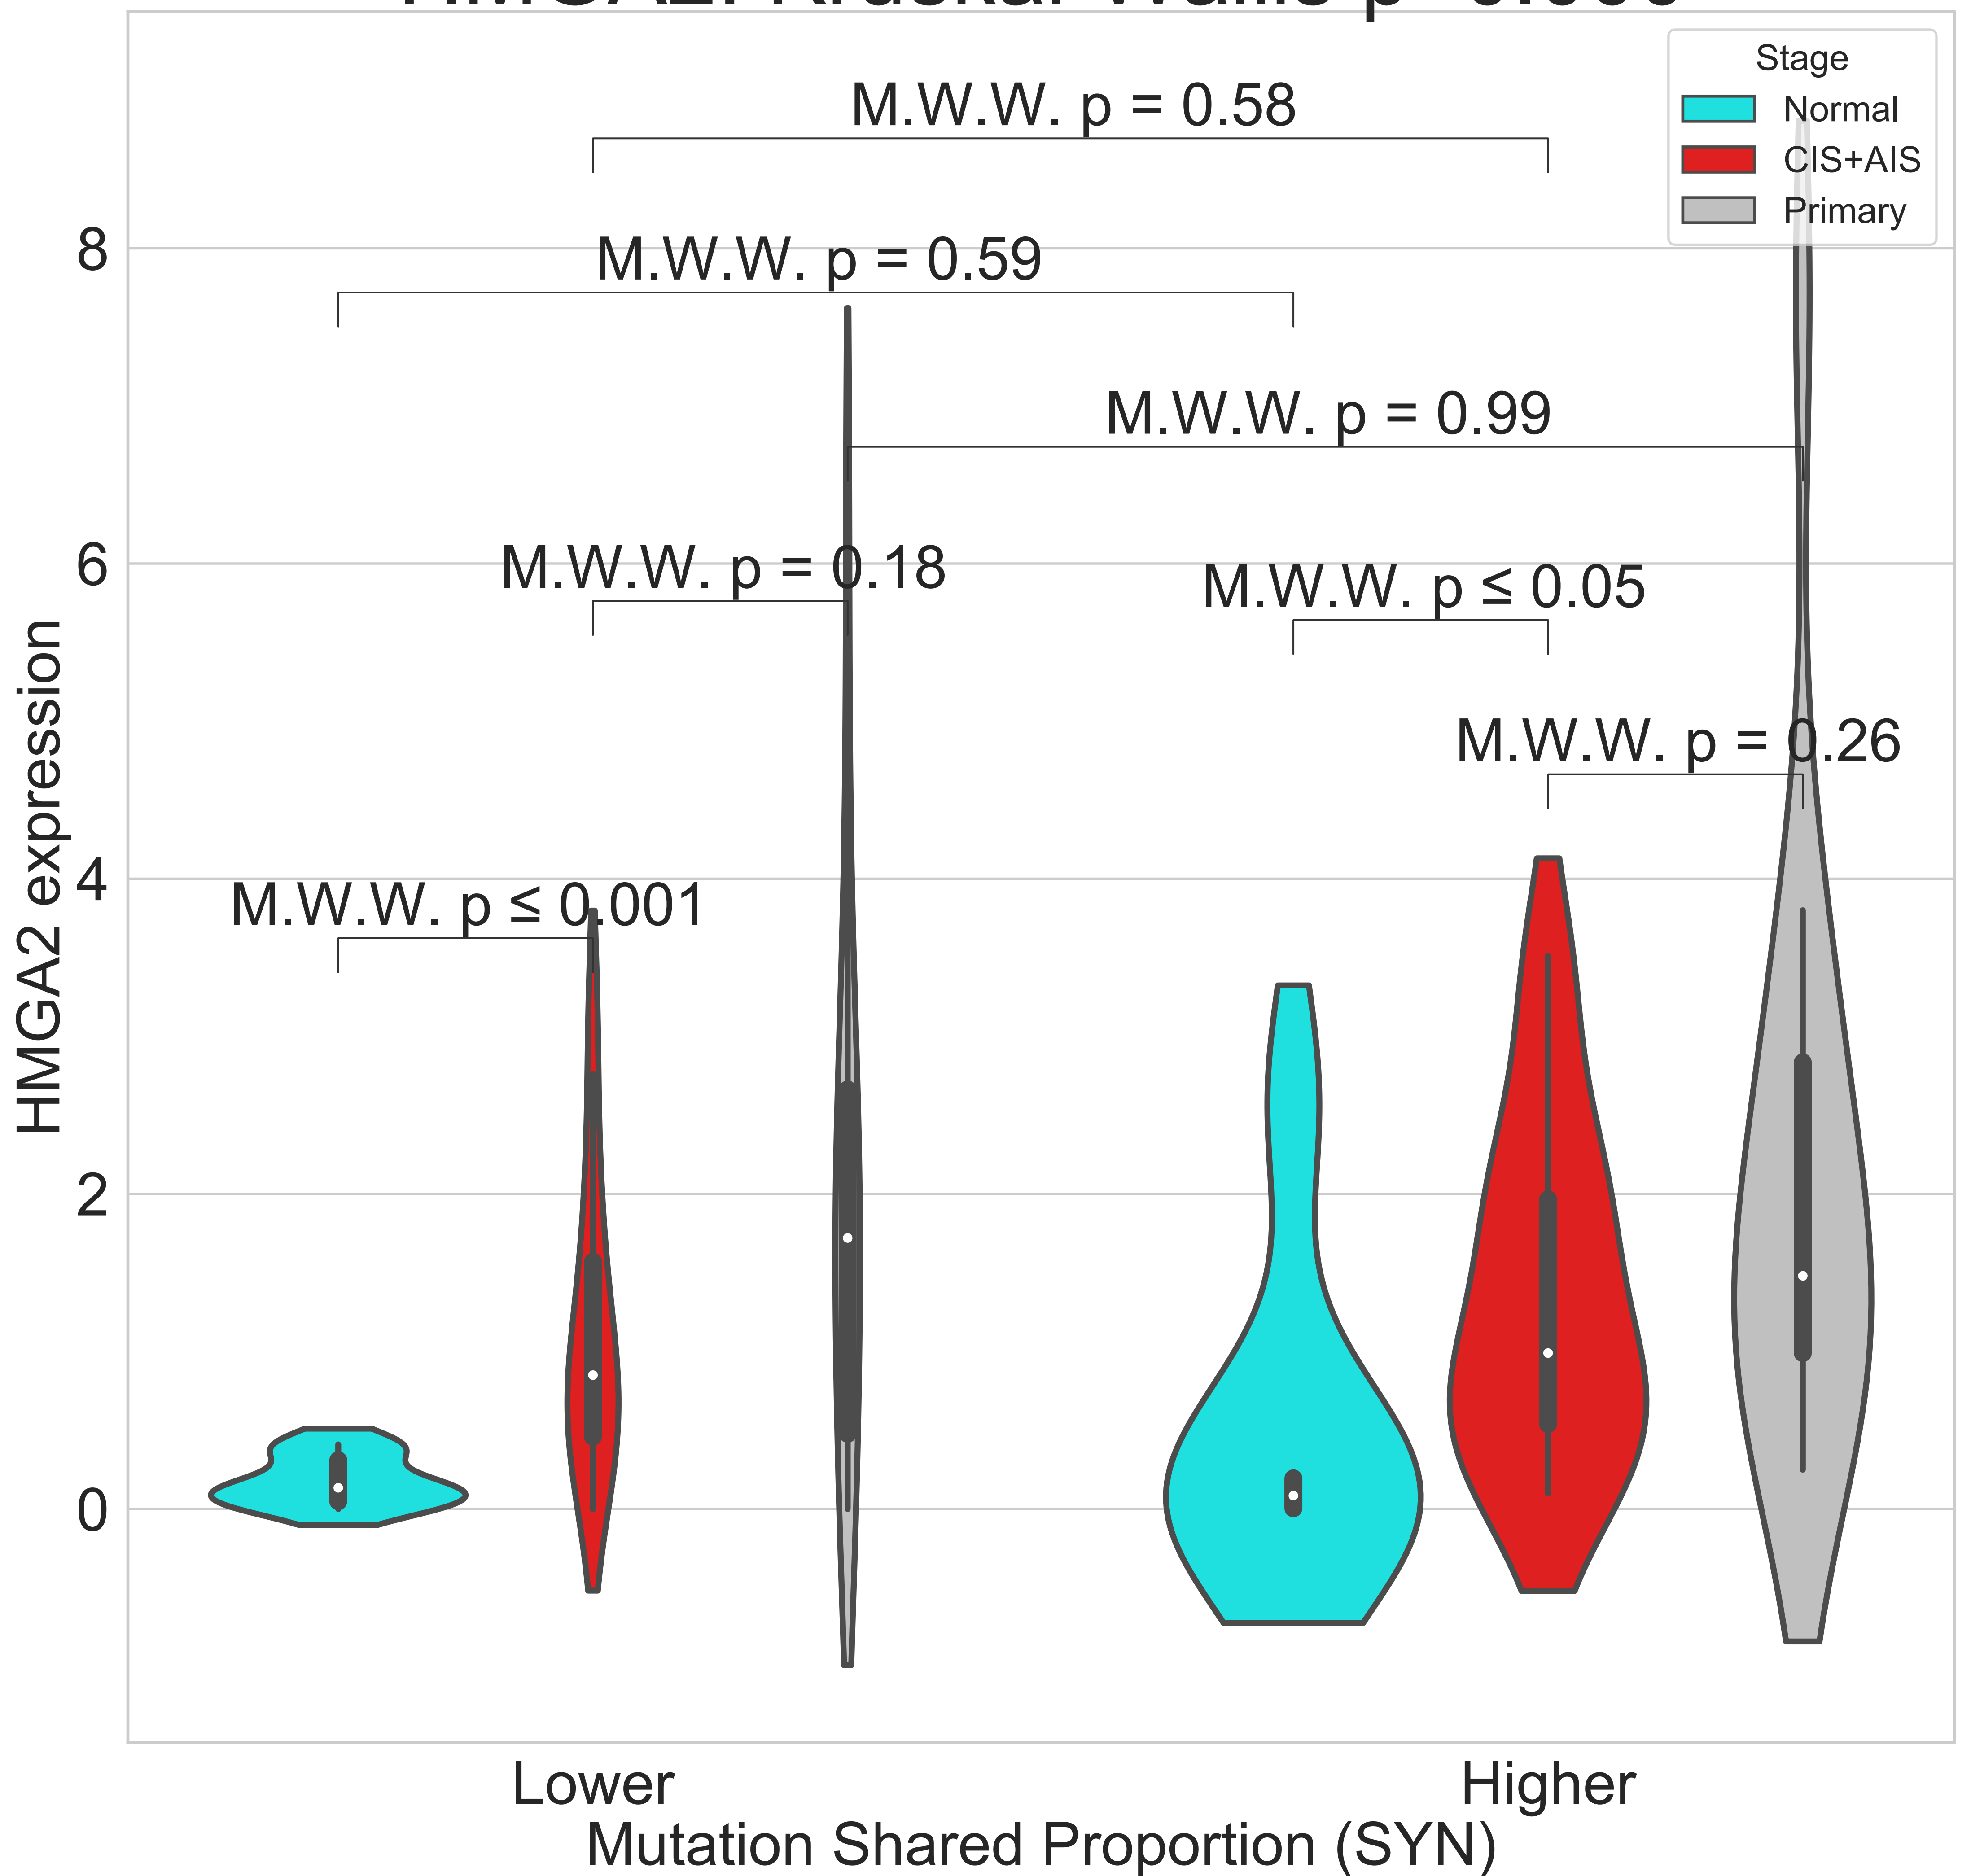 Stage
Normal
CIS+AIS
Primary
M.W.W. p = 0.58
M.W.W. p = 0.59
M.W.W. p = 0.99
M.W.W. p = 0.18
M.W.W. p ≤ 0.05
M.W.W. p = 0.26
M.W.W. p ≤ 0.001
HMGA2 expression
8
6
4
2
0
Lower
Higher
Mutation Shared Proportion (SYN)